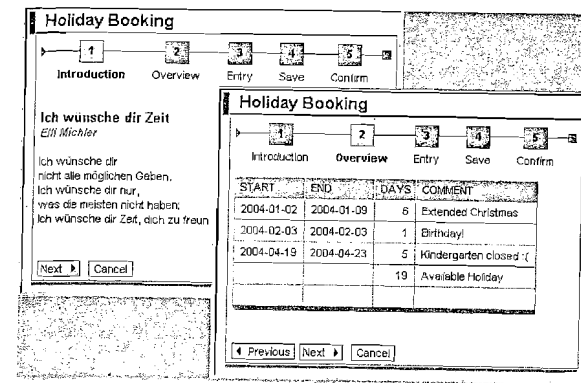 Holiday Booking
1 2 3 4 5
Introduction Overview Entry Save Confirm
Ich wünsche dir Zeit
Elli Michler
Ich wünsche dir
nicht alle möglichen Gaben.
Ich wünsche dir nur,
was die meisten nicht haben:
Ich wünsche dir Zeit, dich zu freun
Next Cancel
Holiday Booking
1 2 3 4 5
Introduction Overview Entry Save Confirm
START END DAYS COMMENT
2004-01-02 2004-01-09 6 Extended Christmas
2004-02-03 2004-02-03 1 Birthday!
2004-04-19 2004-04-23 5 Kindergarten closed :(
19 Available Holiday
Previous Next Cancel